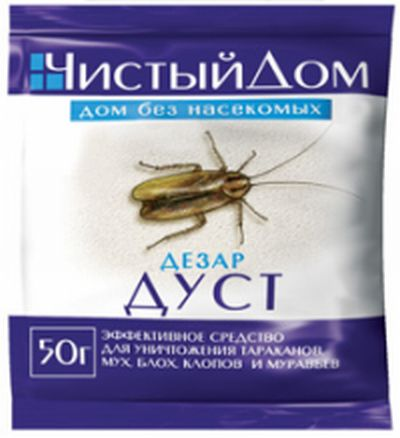 ЧистыйДом
дом без насекомых
ДЕЗАР
ДУСТ
50г
ЭФФЕКТИВНОЕ СРЕДСТВО
ДЛЯ УНИЧТОЖЕНИЯ ТАРАКАНОВ,
МУХ, БЛОХ, КЛОПОВ И МУРАВЬЕВ